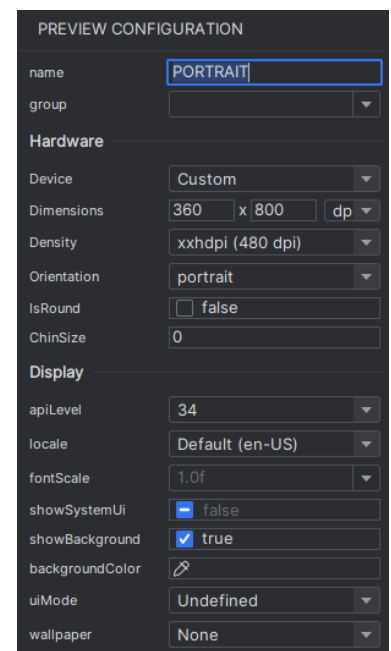 PREVIEW CONFIGURATION
name PORTRAIT
group
Hardware
Device Custom
Dimensions 360 x 800 dp
Density xxhdpi (480 dpi)
Orientation portrait
IsRound false
ChinSize 0
Display
apiLevel 34
locale Default (en-US)
fontScale 1.0f
showSystemUi false
showBackground true
backgroundColor
uiMode Undefined
wallpaper None